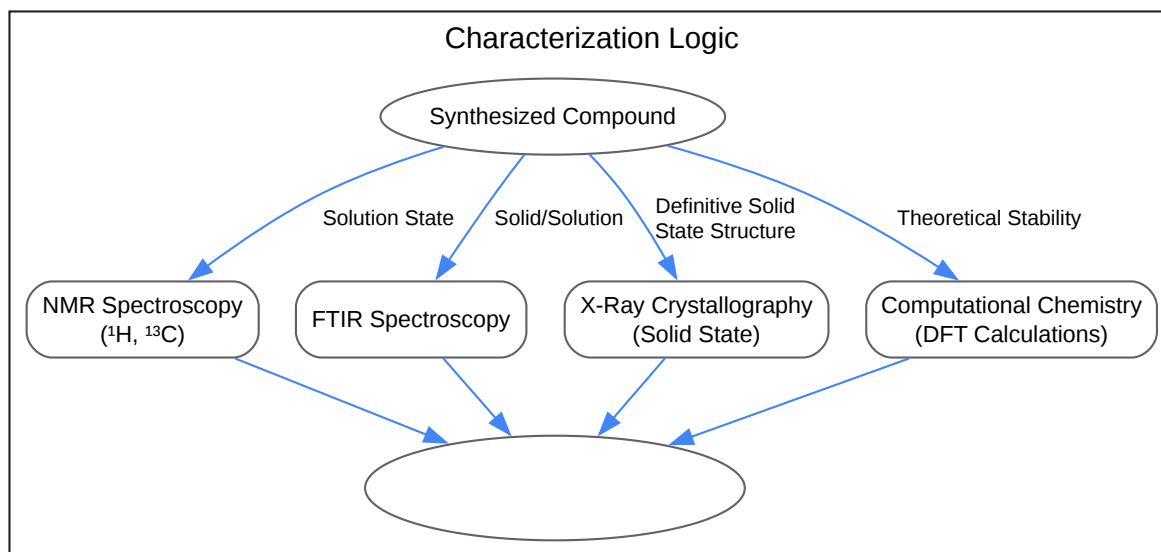 Characterization Logic
Synthesized Compound
Solution State
Solid/Solution
Definitive Solid
State Structure
Theoretical Stability
NMR Spectroscopy
(¹H, ¹³C)
FTIR Spectroscopy
X-Ray Crystallography
(Solid State)
Computational Chemistry
(DFT Calculations)